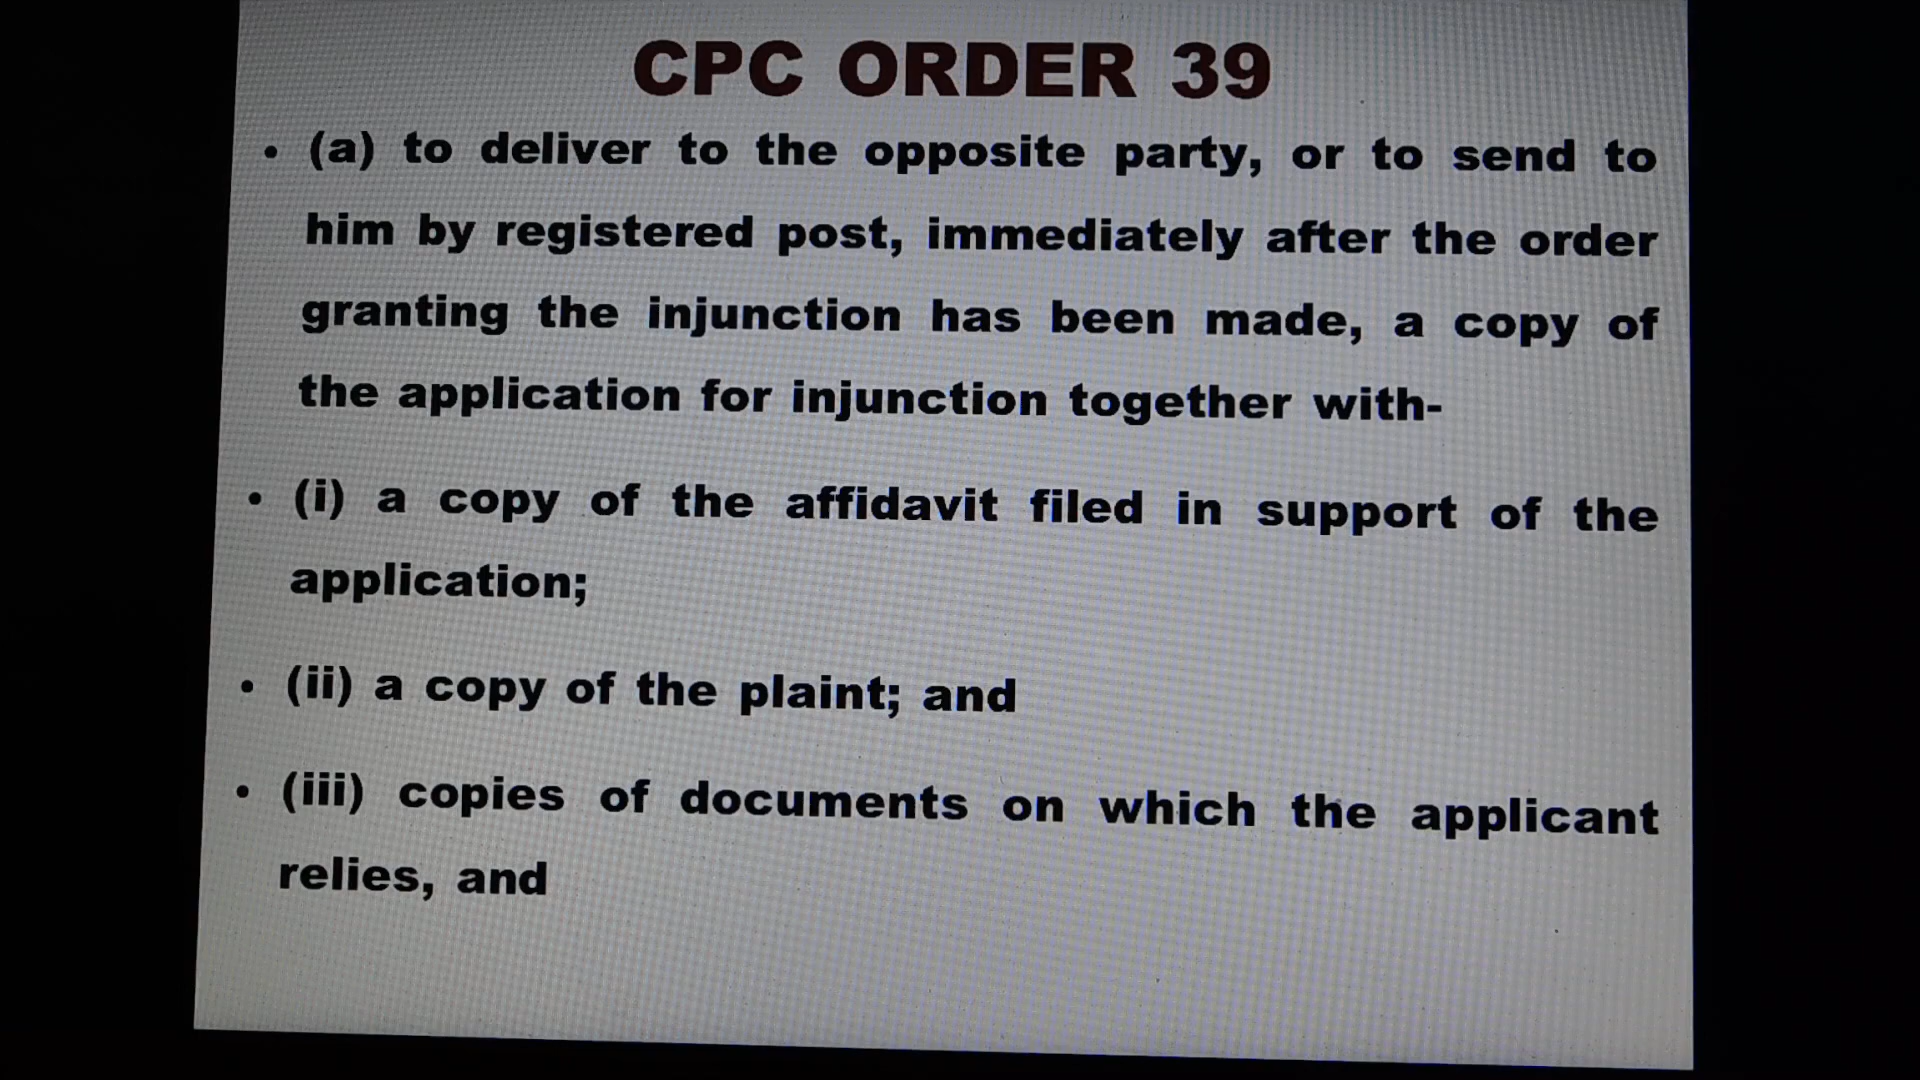 CPC ORDER 39
• (a) to deliver to the opposite party, or to send to
him by registered post, immediately after the order
granting the injunction has been made, a copy of
the application for injunction together with-
• (i) a copy of the affidavit filed in support of the
application;
• (ii) a copy of the plaint; and
• (iii) copies of documents on which the applicant
relies, and